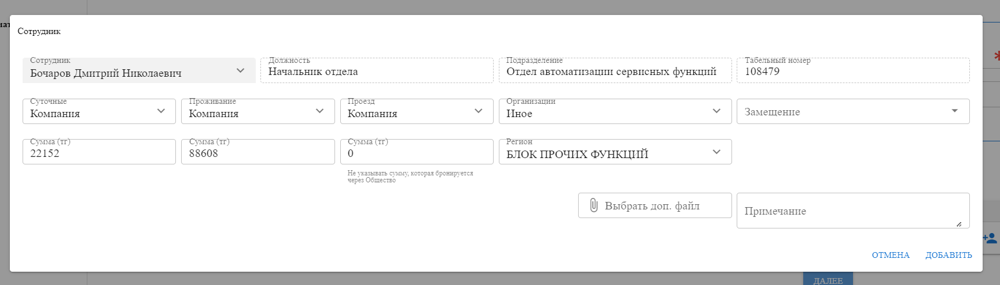 Сотрудник
Сотрудник
Бочаров Дмитрий Николаевич
Должность
Начальник отдела
Подразделение
Отдел автоматизации сервисных функций
Табельный номер
108479
Суточные
Компания
Проживание
Компания
Проезд
Компания
Организации
Иное
Замещение
Сумма (тг)
22152
Сумма (тг)
88608
Сумма (тг)
0
Не указывать сумму, которая бронируется
через Общество
Регион
БЛОК ПРОЧИХ ФУНКЦИЙ
Выбрать доп. файл
Примечание
ОТМЕНА
ДОБАВИТЬ
ДАЛЕЕ